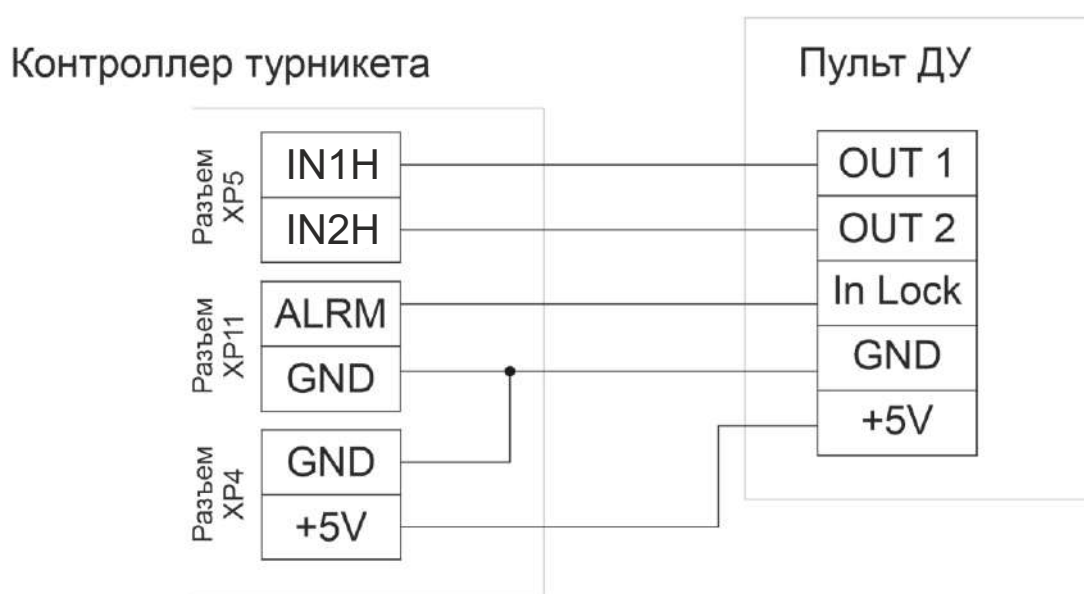 Контроллер турникета
Пульт ДУ
Разъем
XP5
IN1H
IN2H
Разъем
XP11
ALRM
GND
Разъем
XP4
GND
+5V
OUT 1
OUT 2
In Lock
GND
+5V